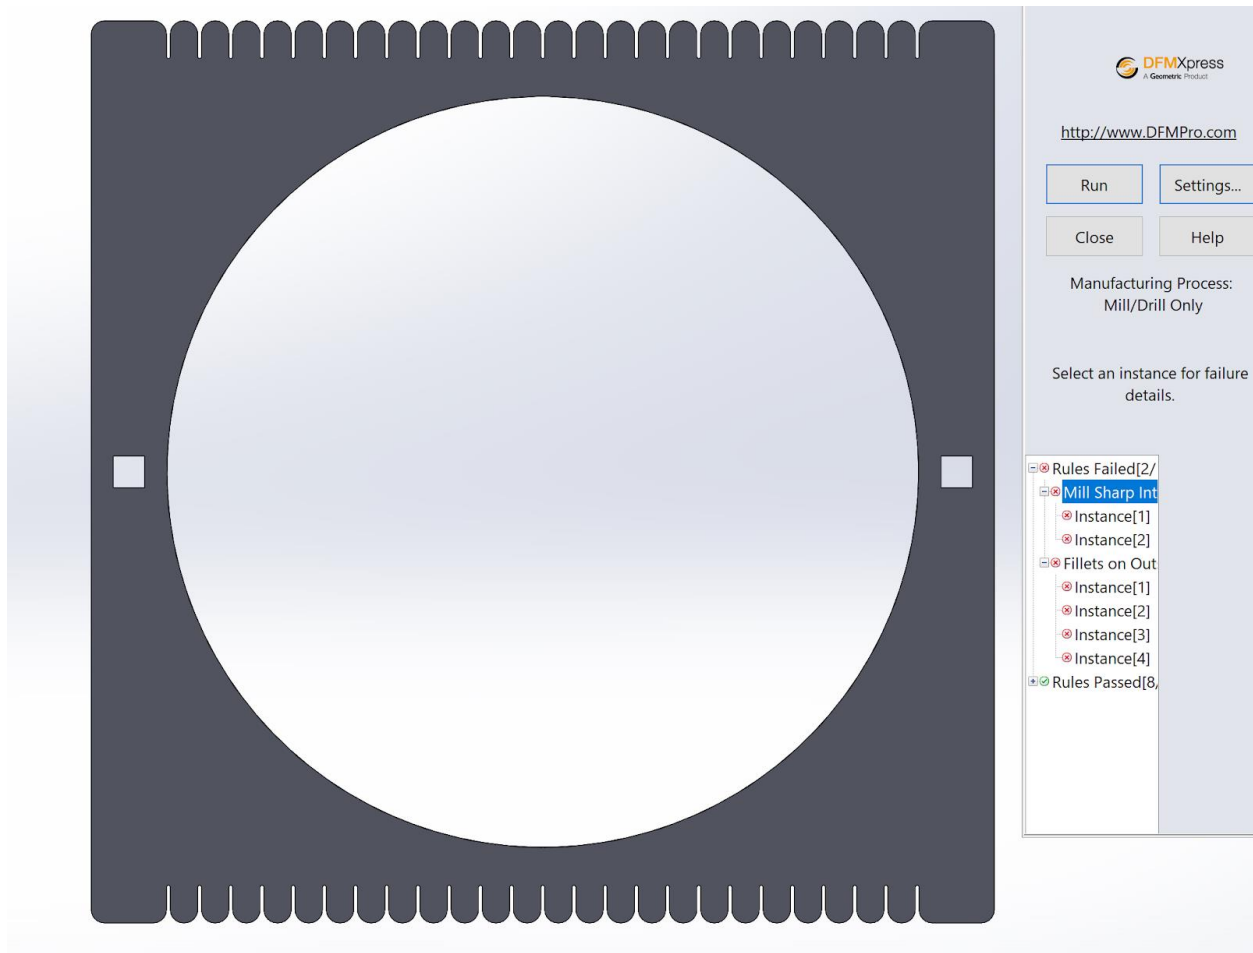 DFMXpress
A Geometric Product
http://www.DFMPro.com
Run Settings...
Close Help
Manufacturing Process:
Mill/Drill Only
Select an instance for failure
details.
Rules Failed[2/
Mill Sharp Int
Instance[1]
Instance[2]
Fillets on Out
Instance[1]
Instance[2]
Instance[3]
Instance[4]
Rules Passed[8/